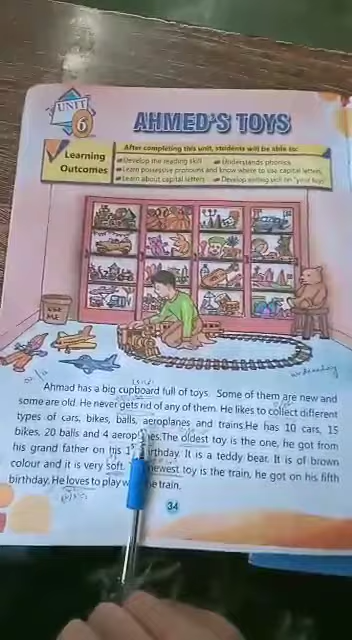 UNIT
6
AHMED'S TOYS
Learning
Outcomes
After completing this unit, students will be able to:
Develop the reading skill
Understands phonics
Learn possessive pronouns and know where to use capital letters
Learn about capital letters
Develop writing skill on "your toys"
Ahmad has a big cupboard full of toys. Some of them are new and
some are old. He never gets rid of any of them. He likes to collect different
types of cars, bikes, balls, aeroplanes and trains.He has 10 cars, 15
bikes, 20 balls and 4 The oldest toy is the one, he got from
his grand father on his It is a teddy bear. It is of brown
colour and it is very soft. newest toy is the train, he got on his fifth
birthday. He loves to play train.
34